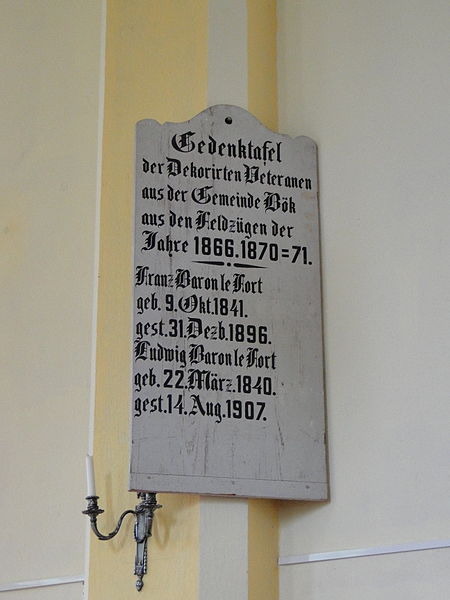 Gedenktafel
der Dekorirten Veteranen
aus der Gemeinde Bök
aus den Feldzügen der
Jahre 1866.1870=71.
Franz Baron le Fort
geb. 9. Okt. 1841.
gest. 31. Dezb. 1896.
Ludwig Baron le Fort
geb. 22. März. 1840.
gest. 14. Aug. 1907.